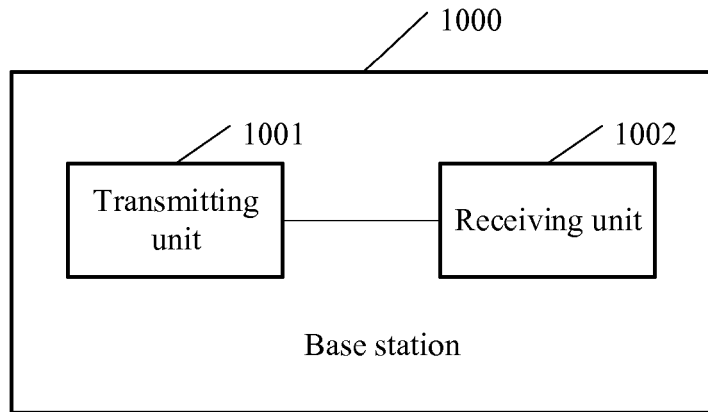 1000
1001
1002
Transmitting
unit
Receiving unit
Base station